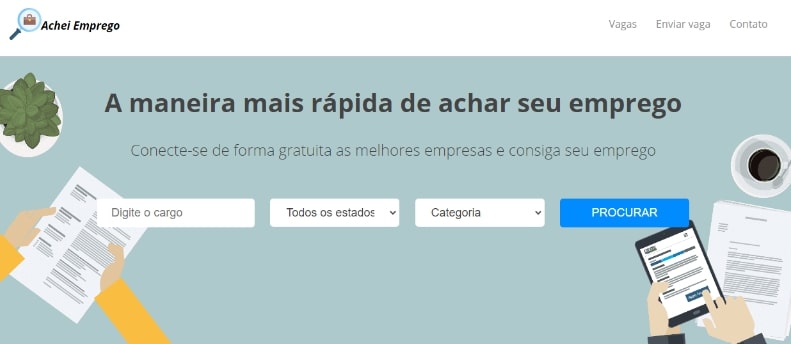 Achei Emprego
Vagas
Enviar vaga
Contato
A maneira mais rápida de achar seu emprego
Conecte-se de forma gratuita as melhores empresas e consiga seu emprego
Digite o cargo
Todos os estados
Categoria
PROCURAR